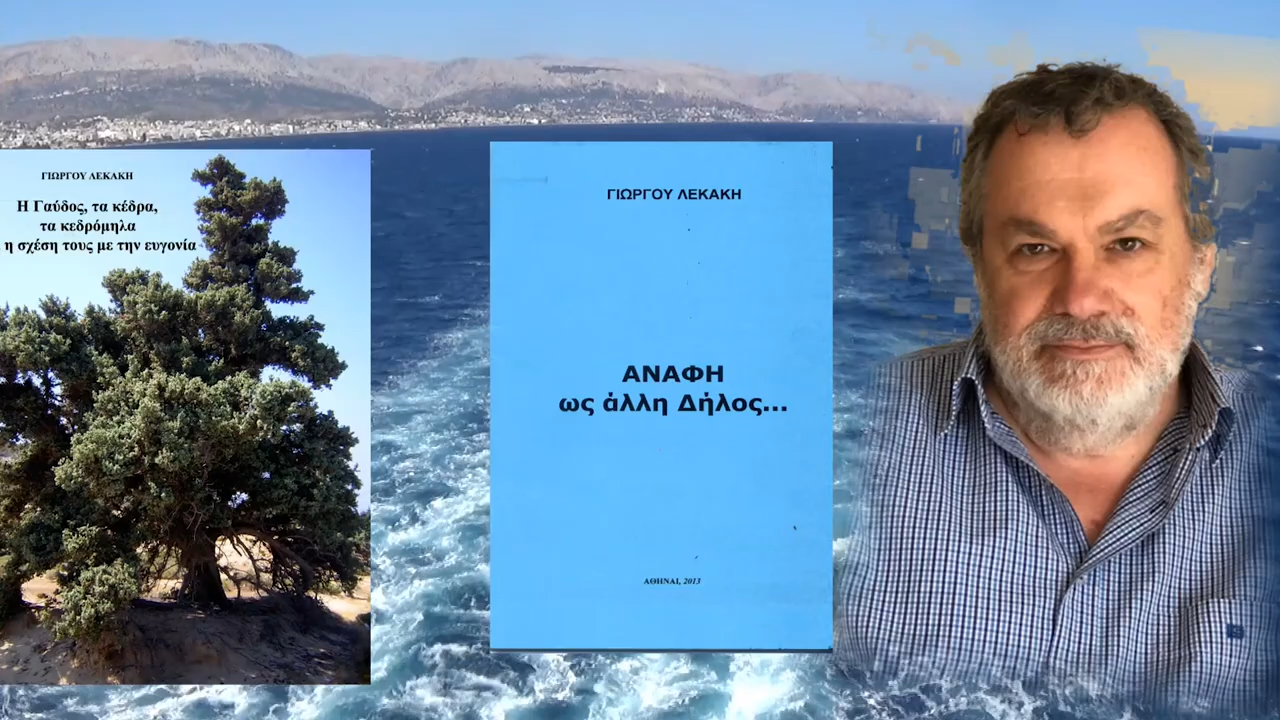 ΓΙΩΡΓΟΥ ΛΕΚΑΚΗ
Η Γαύδος, τα κέδρα,
τα κεδρόμηλα
η σχέση τους με την ευγονία
ΓΙΩΡΓΟΥ ΛΕΚΑΚΗ
ΑΝΑΦΗ
ως άλλη Δήλος...
ΑΘΗΝΑΙ, 2013